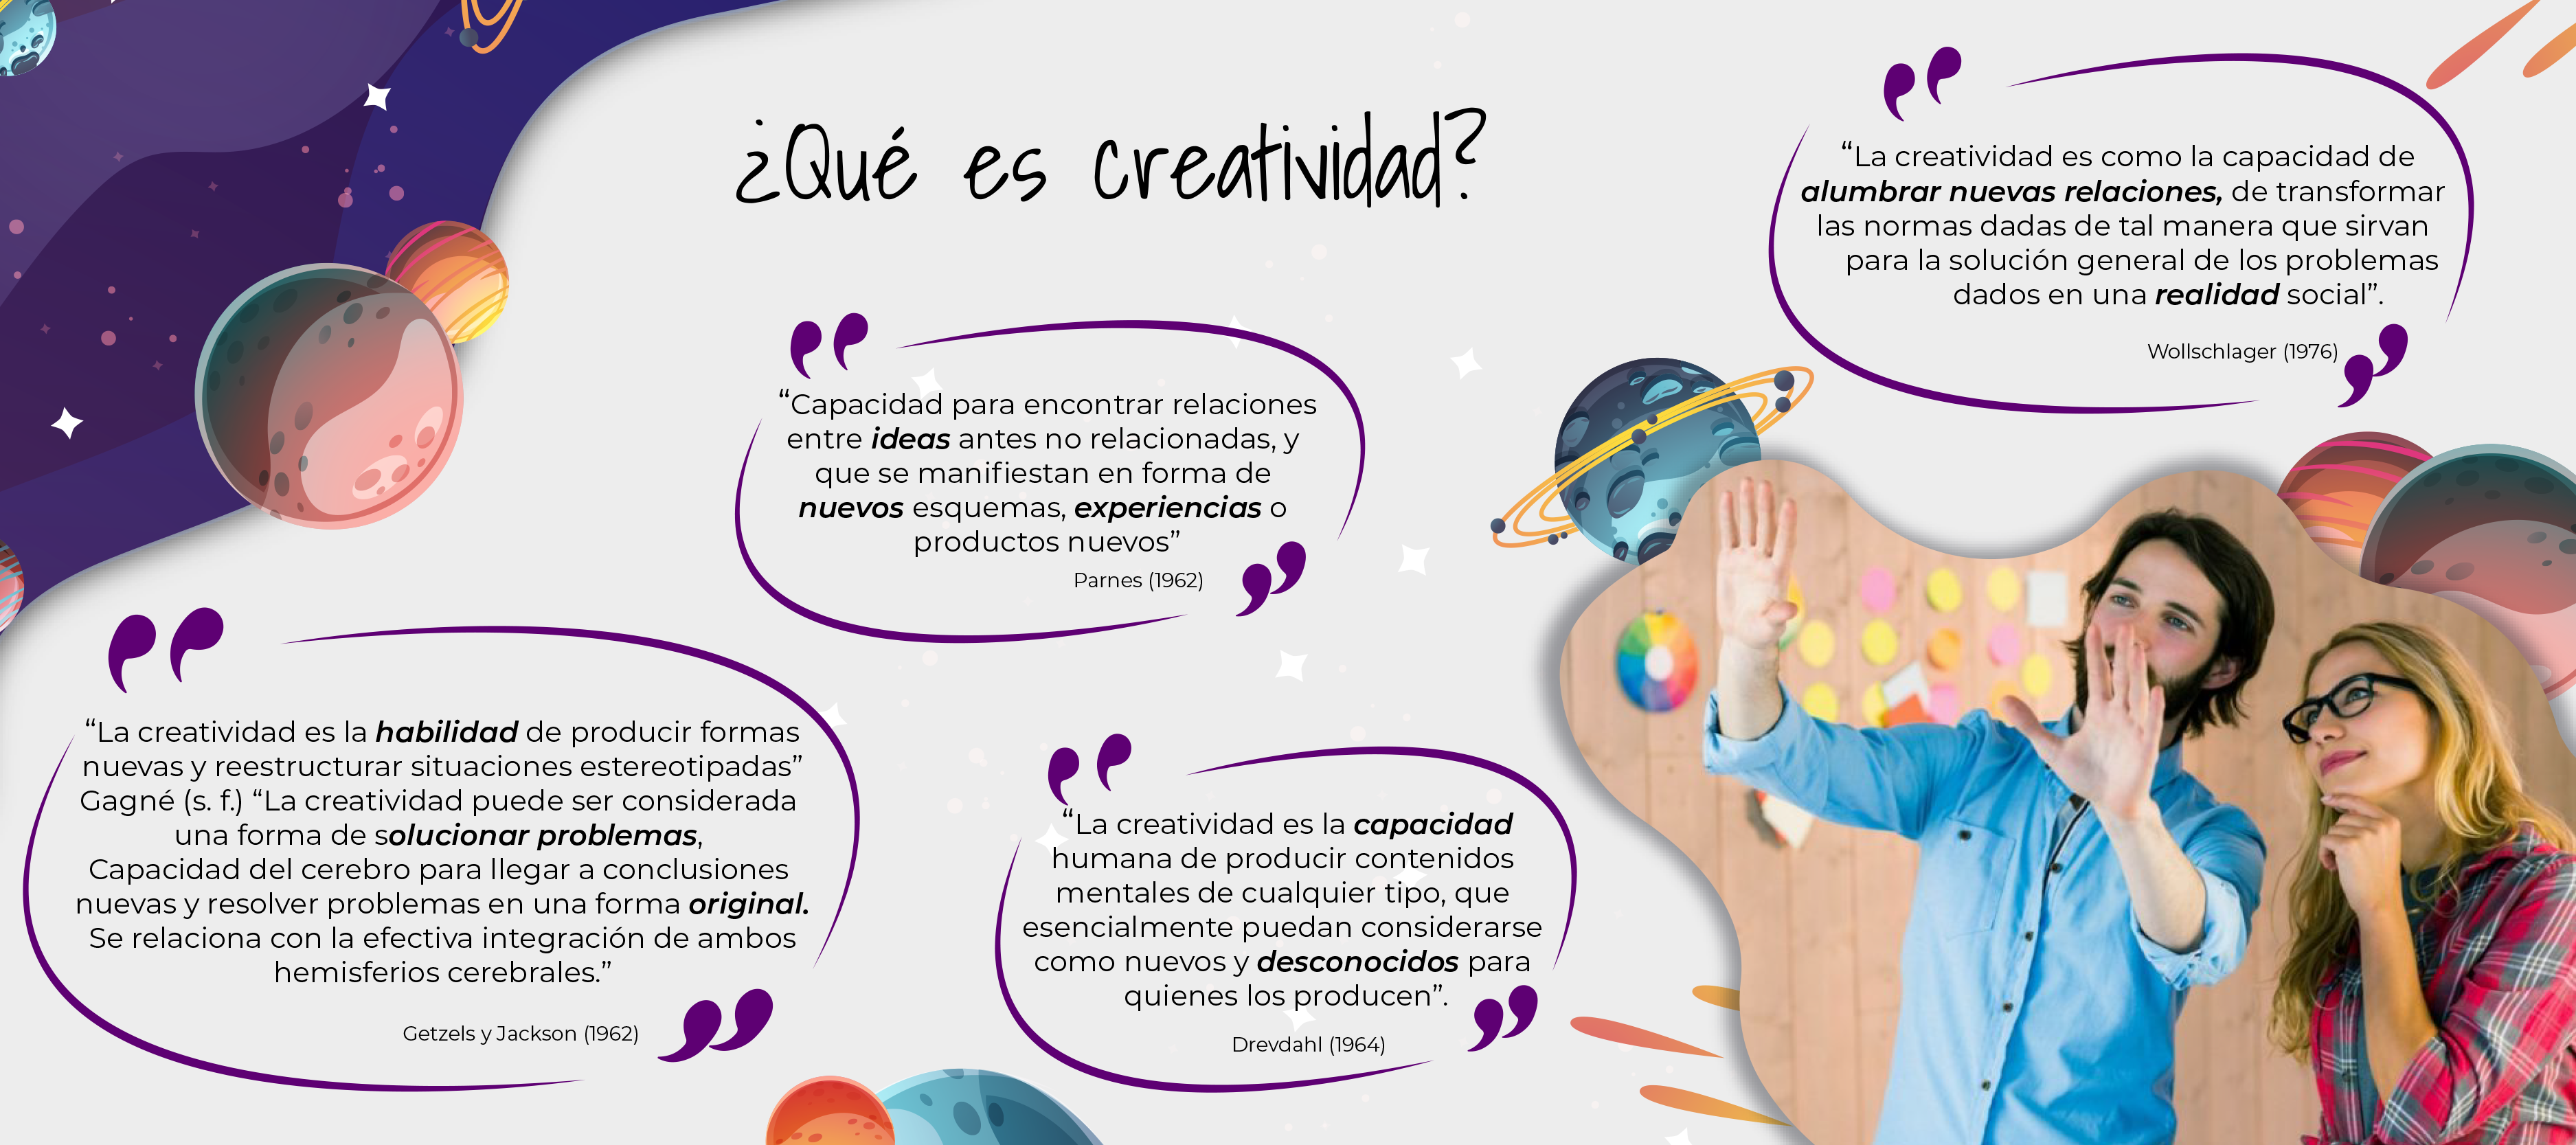 ¿Qué es creatividad?
“La creatividad es como la capacidad de
alumbrar nuevas relaciones, de transformar
las normas dadas de tal manera que sirvan
para la solución general de los problemas
dados en una realidad social”.
Wollschlager (1976)
“Capacidad para encontrar relaciones
entre ideas antes no relacionadas, y
que se manifiestan en forma de
nuevos esquemas, experiencias o
productos nuevos”
Parnes (1962)
“La creatividad es la habilidad de producir formas
nuevas y reestructurar situaciones estereotipadas”
Gagné (s. f.) “La creatividad puede ser considerada
una forma de solucionar problemas,
Capacidad del cerebro para llegar a conclusiones
nuevas y resolver problemas en una forma original.
Se relaciona con la efectiva integración de ambos
hemisferios cerebrales.”
Getzels y Jackson (1962)
“La creatividad es la capacidad
humana de producir contenidos
mentales de cualquier tipo, que
esencialmente puedan considerarse
como nuevos y desconocidos para
quienes los producen”.
Drevdahl (1964)